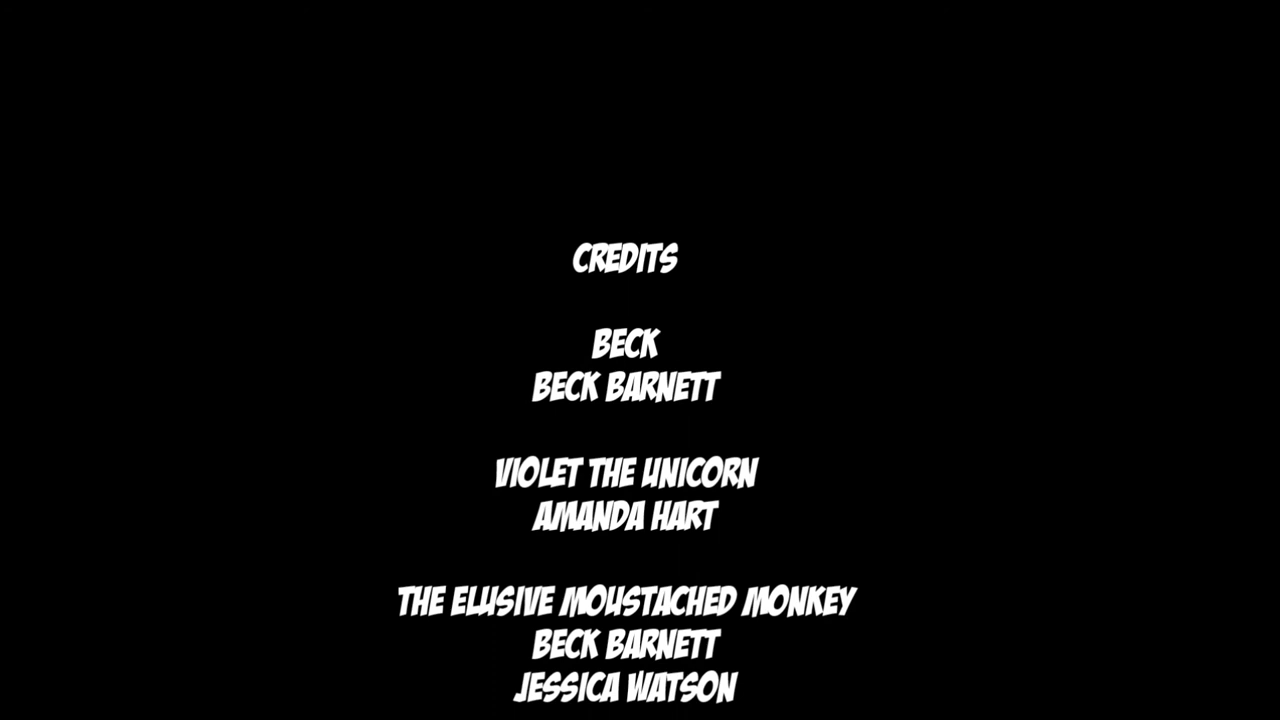 CREDITS
BECK
BECK BARNETT
VIOLET THE UNICORN
AMANDA HART
THE ELUSIVE MOUSTACHED MONKEY
BECK BARNETT
JESSICA WATSON